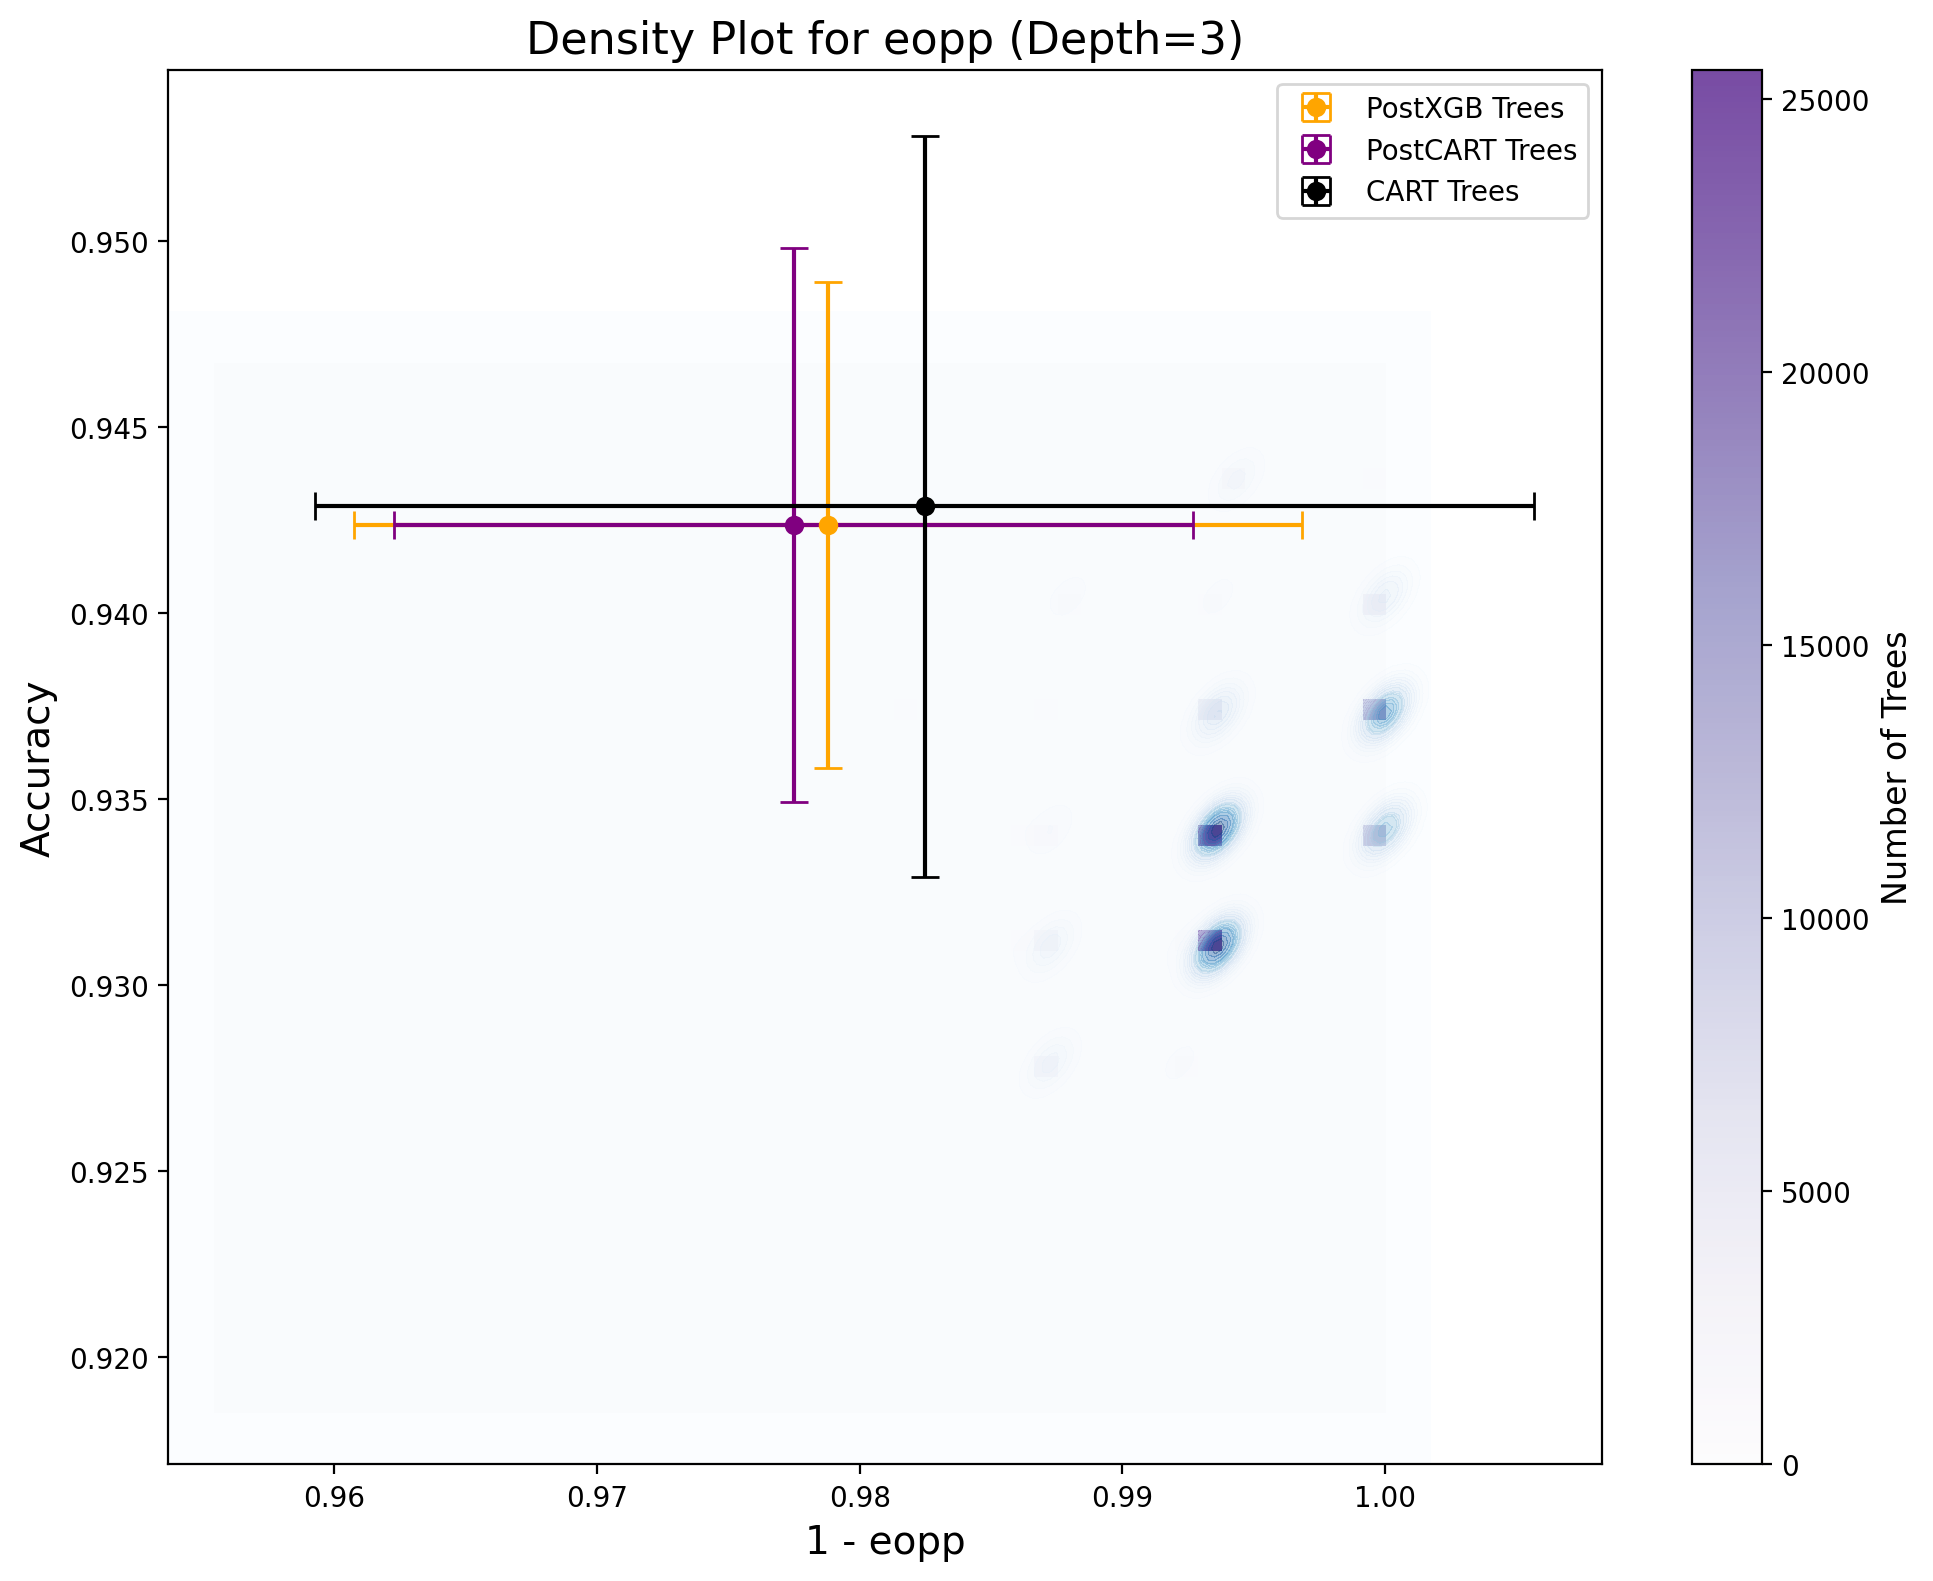 Density Plot for eopp (Depth=3)
PostXGB Trees
PostCART Trees
CART Trees
Accuracy
0.950
0.945
0.940
0.935
0.930
0.925
0.920
0.96
0.97
0.98
0.99
1.00
1 - eopp
25000
20000
15000
10000
5000
0
Number of Trees